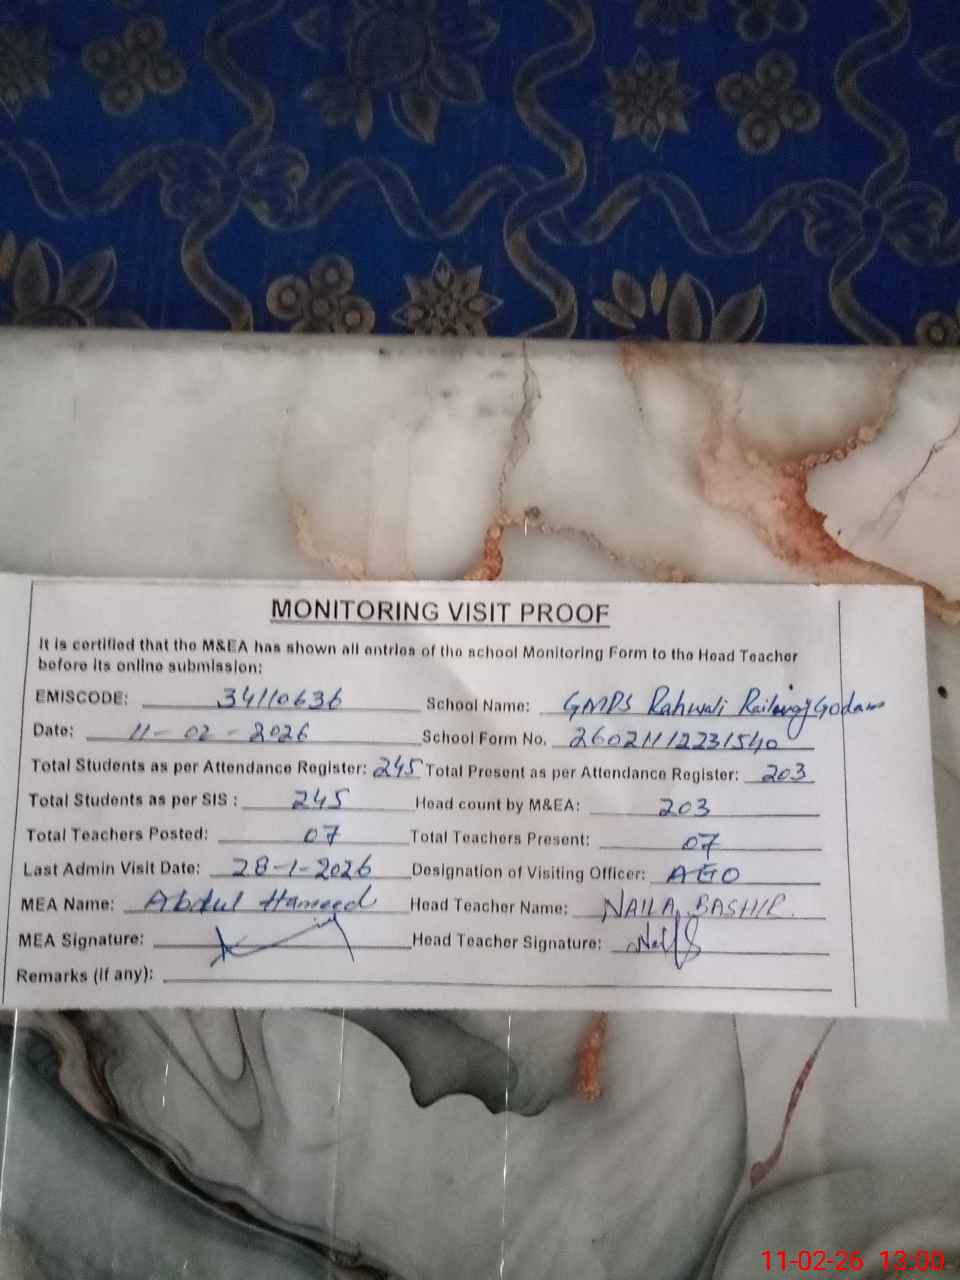 MONITORING VISIT PROOF
It is certified that the M&EA has shown all entries of the school Monitoring Form to the Head Teacher
before its online submission:
EMISCODE: 34110636 School Name: GMPS Rahwali Railway Godam
Date: 11-02-2026 School Form No. 26021112231540
Total Students as per Attendance Register: 245 Total Present as per Attendance Register: 203
Total Students as per SIS : 245 Head count by M&EA: 203
Total Teachers Posted: 07 Total Teachers Present: 07
Last Admin Visit Date: 28-1-2026 Designation of Visiting Officer: AEO
MEA Name: Abdul Hameed Head Teacher Name: NAILA BASHIR.
MEA Signature: Head Teacher Signature:
Remarks (if any):
11-02-26 13:00